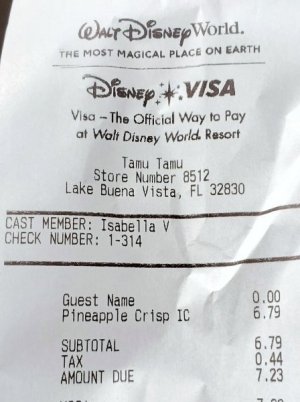 Walt Disney World.
THE MOST MAGICAL PLACE ON EARTH
Disney VISA
Visa – The Official Way to Pay
at Walt Disney World Resort
Tamu Tamu
Store Number 8512
Lake Buena Vista, FL 32830
CAST MEMBER: Isabella V
CHECK NUMBER: 1-314
Guest Name 0.00
Pineapple Crisp IC 6.79
SUBTOTAL 6.79
TAX 0.44
AMOUNT DUE 7.23